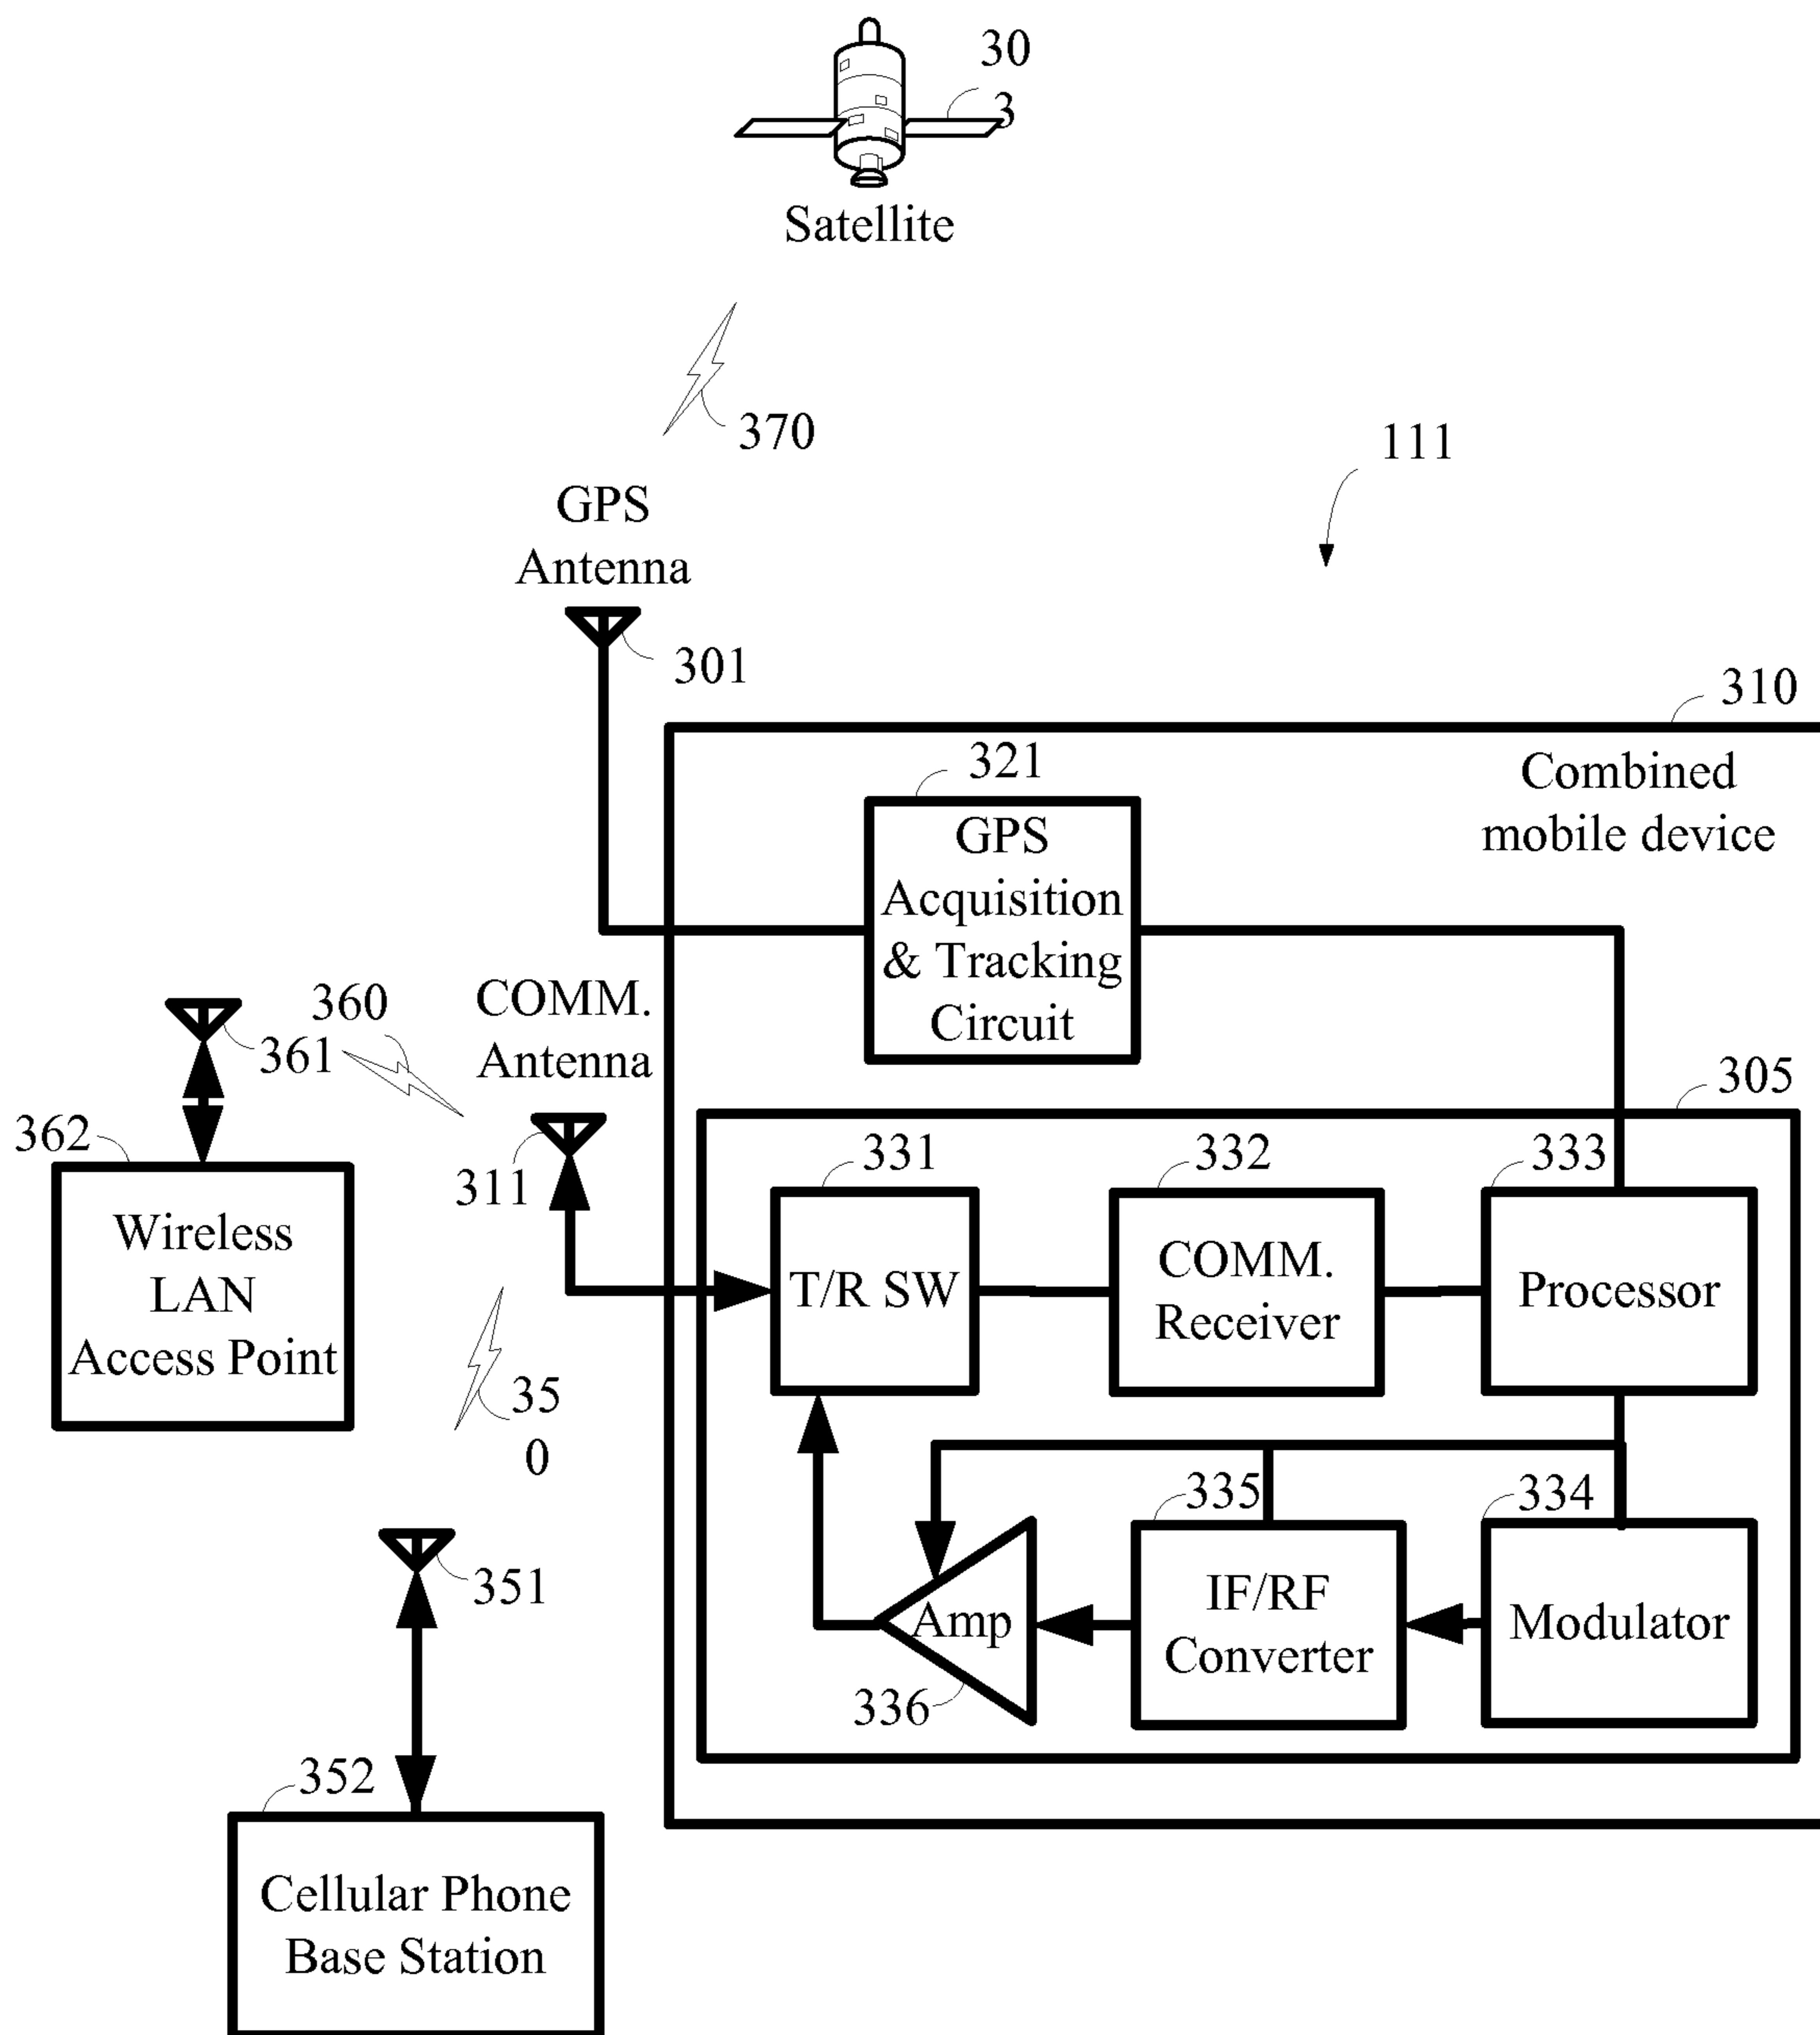 30
3
Satellite
370
111
GPS
Antenna
301
310
Combined
mobile device
321
GPS
Acquisition
& Tracking
Circuit
360
361
COMM.
Antenna
305
362
Wireless
LAN
Access Point
311
331
T/R SW
332
COMM.
Receiver
333
Processor
35
0
335
IF/RF
Converter
334
Modulator
Amp
336
351
352
Cellular Phone
Base Station